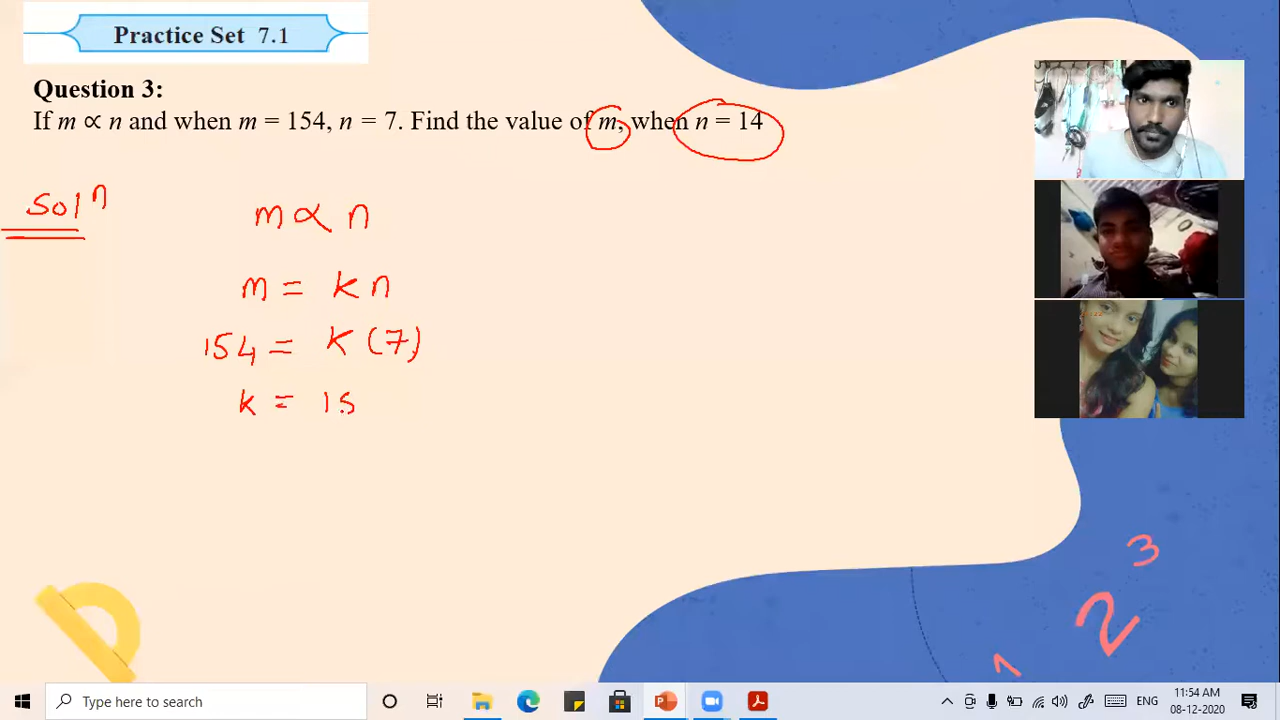 Practice Set 7.1
Question 3:
If m ∝ n and when m = 154, n = 7. Find the value of m, when n = 14
Solⁿ
m ∝ n
m = k n
154 = k (7)
k = 15
3
2
1
Type here to search
ENG
11:54 AM
08-12-2020